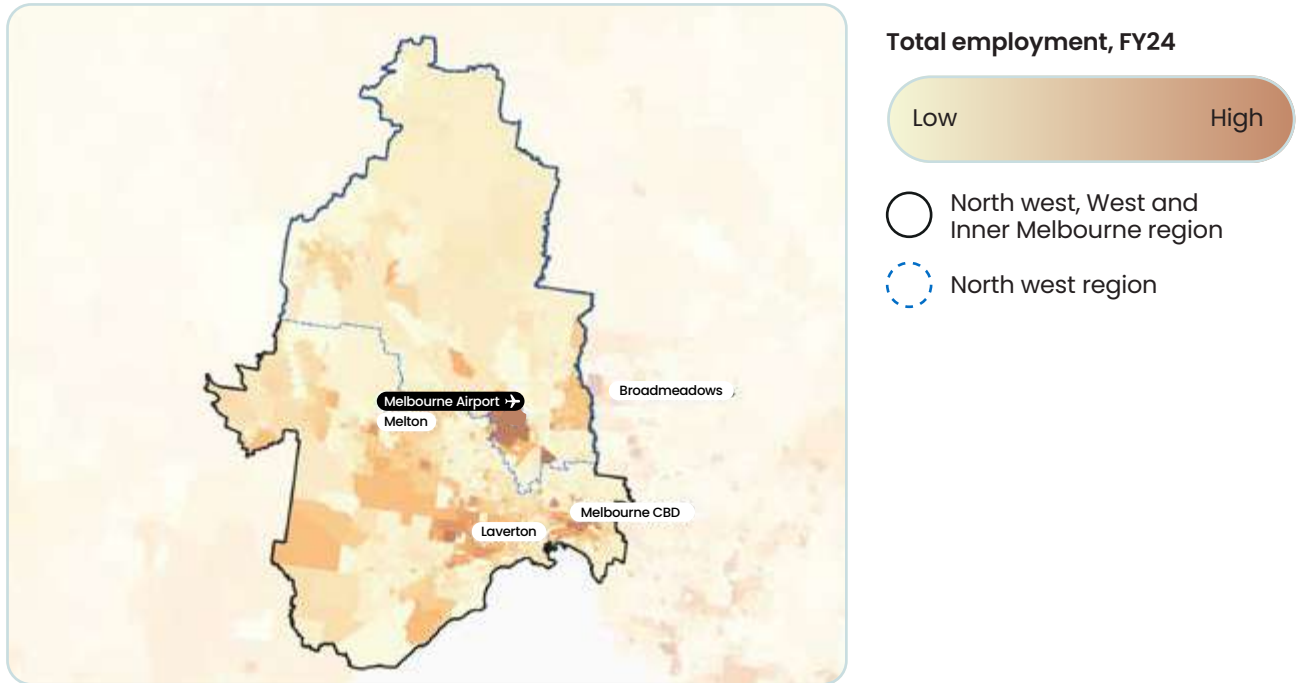 Total employment, FY24
Low
High
North west, West and
Inner Melbourne region
North west region
Broadmeadows
Melbourne Airport
Melton
Melbourne CBD
Laverton